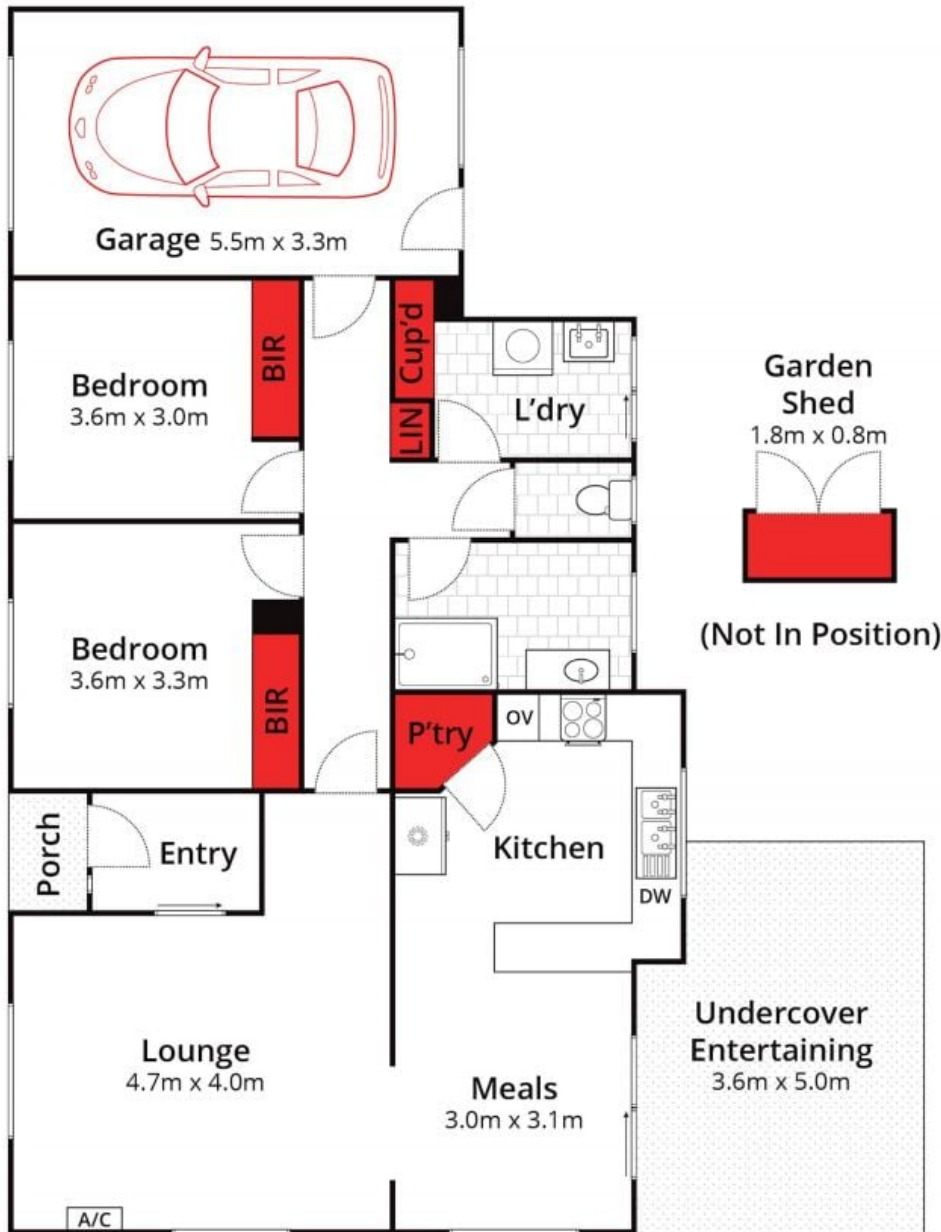 Garage 5.5m x 3.3m
Bedroom
3.6m x 3.0m
BIR
Cup'd
LIN
L'dry
Garden
Shed
1.8m x 0.8m
(Not In Position)
Bedroom
3.6m x 3.3m
BIR
P'try
OV
Porch
Entry
Kitchen
DW
Lounge
4.7m x 4.0m
Meals
3.0m x 3.1m
Undercover
Entertaining
3.6m x 5.0m
A/C